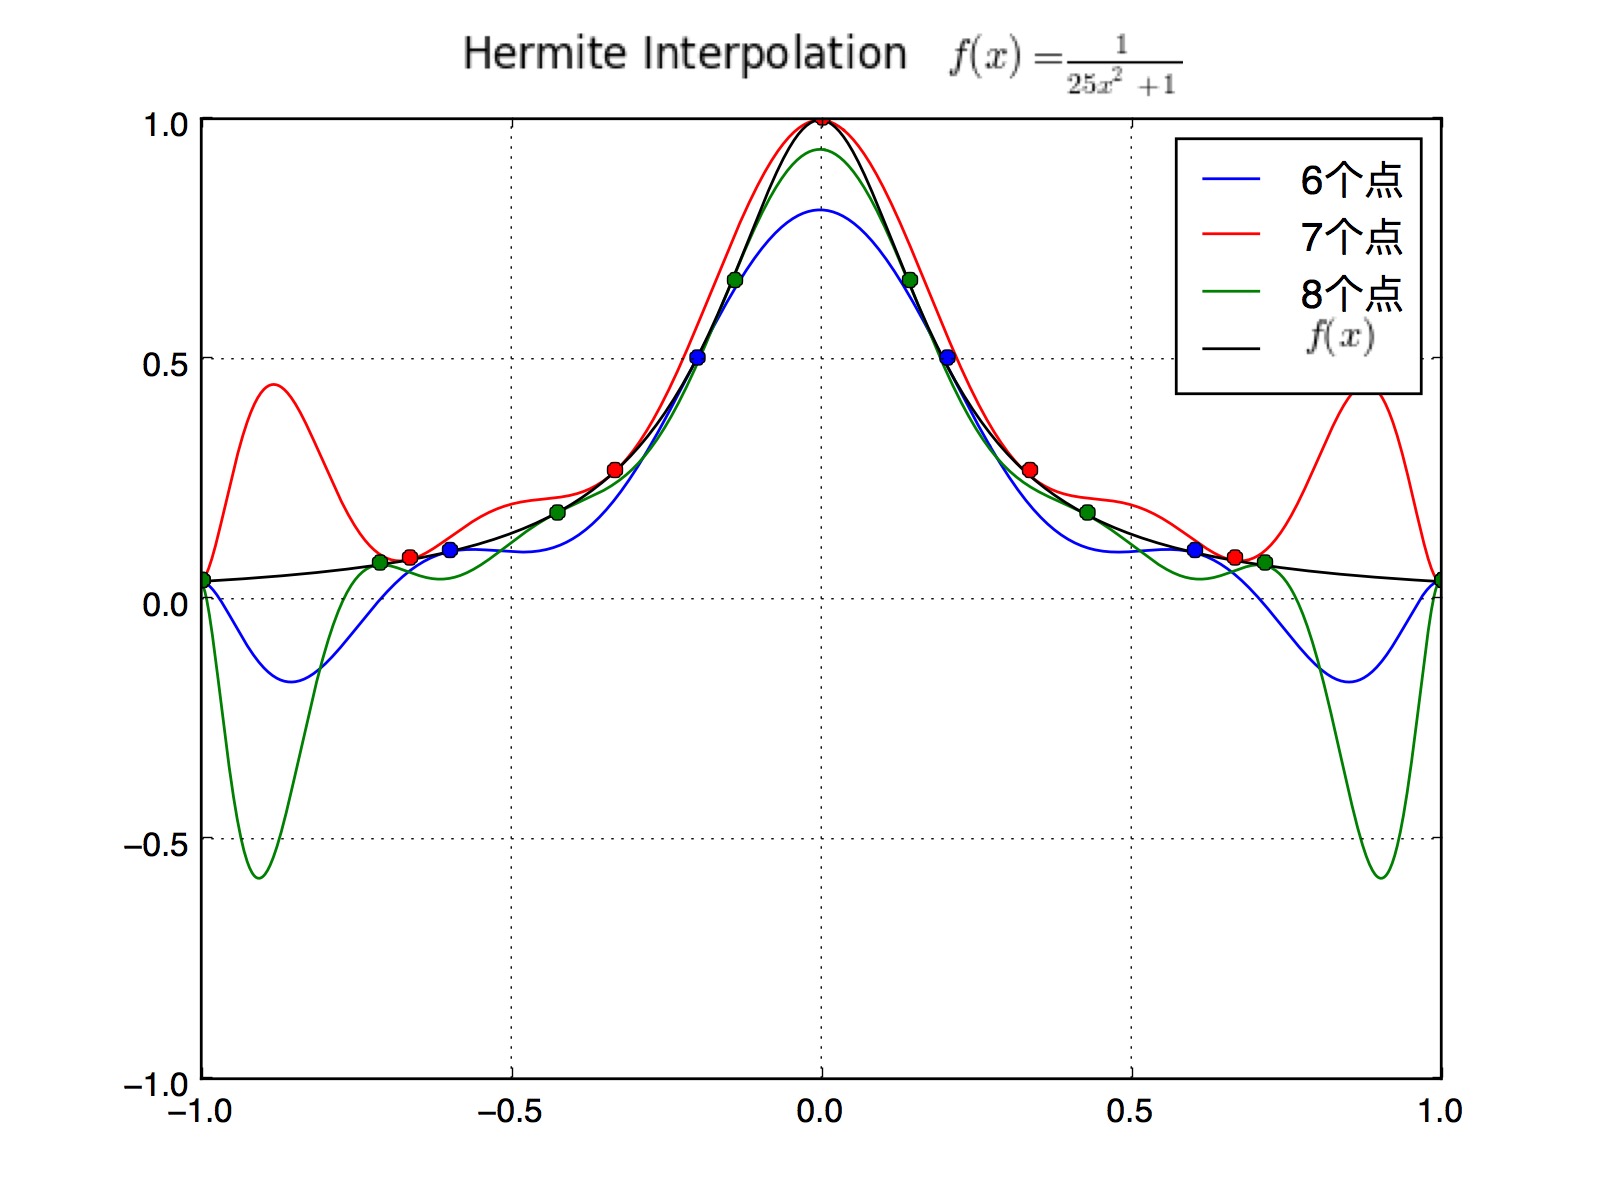 Hermite Interpolation f(x) = 1/(25x² + 1)
1.0
0.5
0.0
−0.5
−1.0
−1.0 −0.5 0.0 0.5 1.0
6个点
7个点
8个点
f(x)